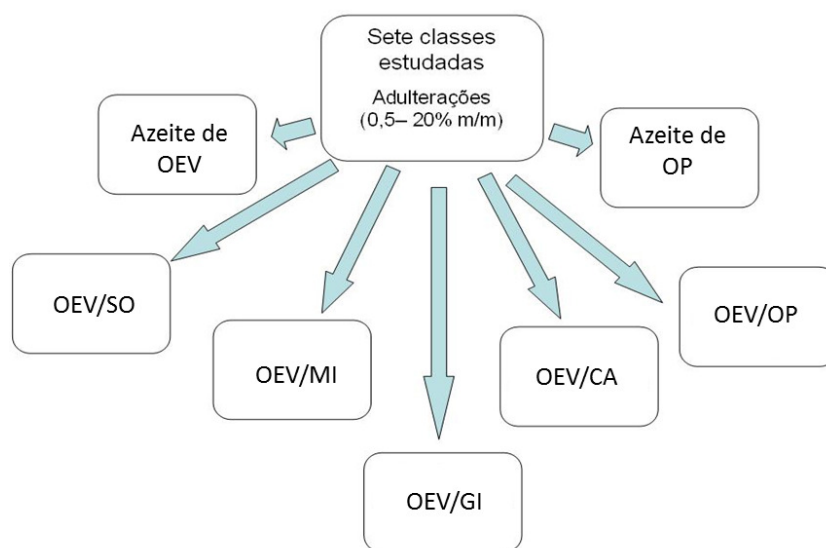 Sete classes
estudadas
Adulterações
(0,5– 20% m/m)
Azeite de
OEV
Azeite de
OP
OEV/SO
OEV/MI
OEV/GI
OEV/CA
OEV/OP